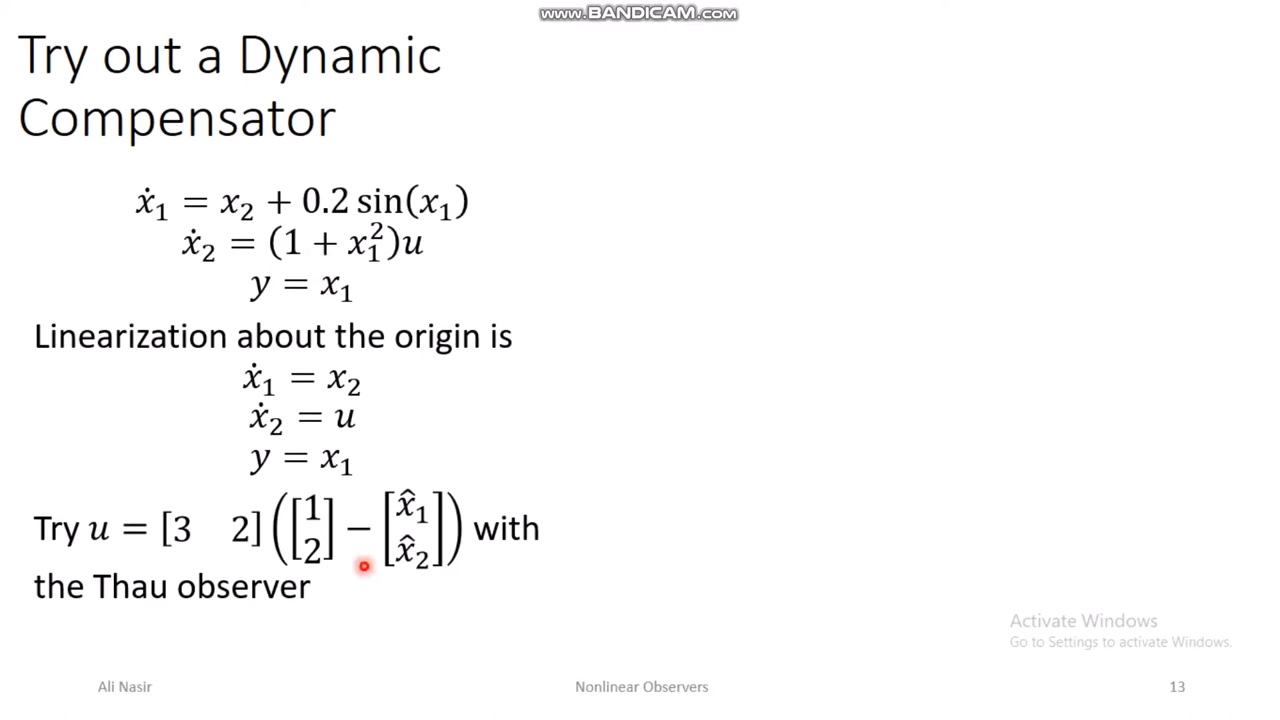 www.BANDICAM.com
Try out a Dynamic
Compensator
ẋ₁ = x₂ + 0.2 sin(x₁)
ẋ₂ = (1 + x₁²)u
y = x₁
Linearization about the origin is
ẋ₁ = x₂
ẋ₂ = u
y = x₁
Try u = [3 2] ([1 2] − [x̂₁ x̂₂]) with
the Thau observer
Activate Windows
Go to Settings to activate Windows.
Ali Nasir
Nonlinear Observers
13